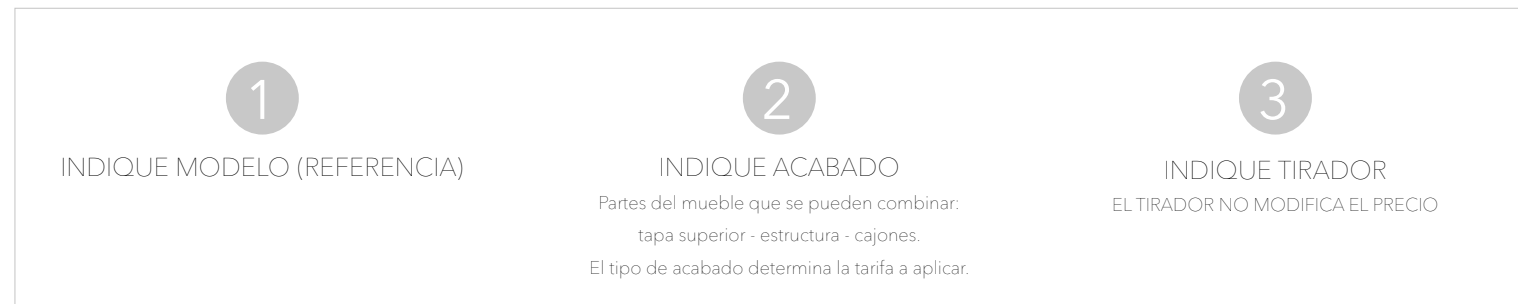 1
INDIQUE MODELO (REFERENCIA)
2
INDIQUE ACABADO
Partes del mueble que se pueden combinar:
tapa superior - estructura - cajones.
El tipo de acabado determina la tarifa a aplicar.
3
INDIQUE TIRADOR
EL TIRADOR NO MODIFICA EL PRECIO